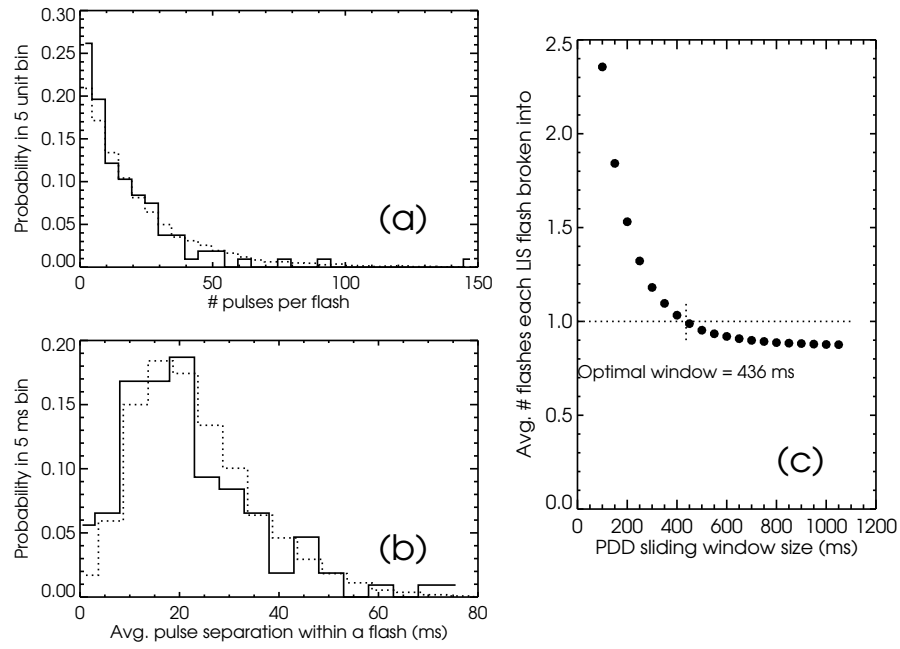 0.30
0.25
0.20
0.15
0.10
0.05
0.00
Probability in 5 unit bin
(a)
0 50 100 150
# pulses per flash
0.20
0.15
0.10
0.05
0.00
Probability in 5 ms bin
(b)
0 20 40 60 80
Avg. pulse separation within a flash (ms)
2.5
2.0
1.5
1.0
0.5
0.0
Avg. # flashes each LIS flash broken into
Optimal window = 436 ms
(c)
0 200 400 600 800 1000 1200
PDD sliding window size (ms)